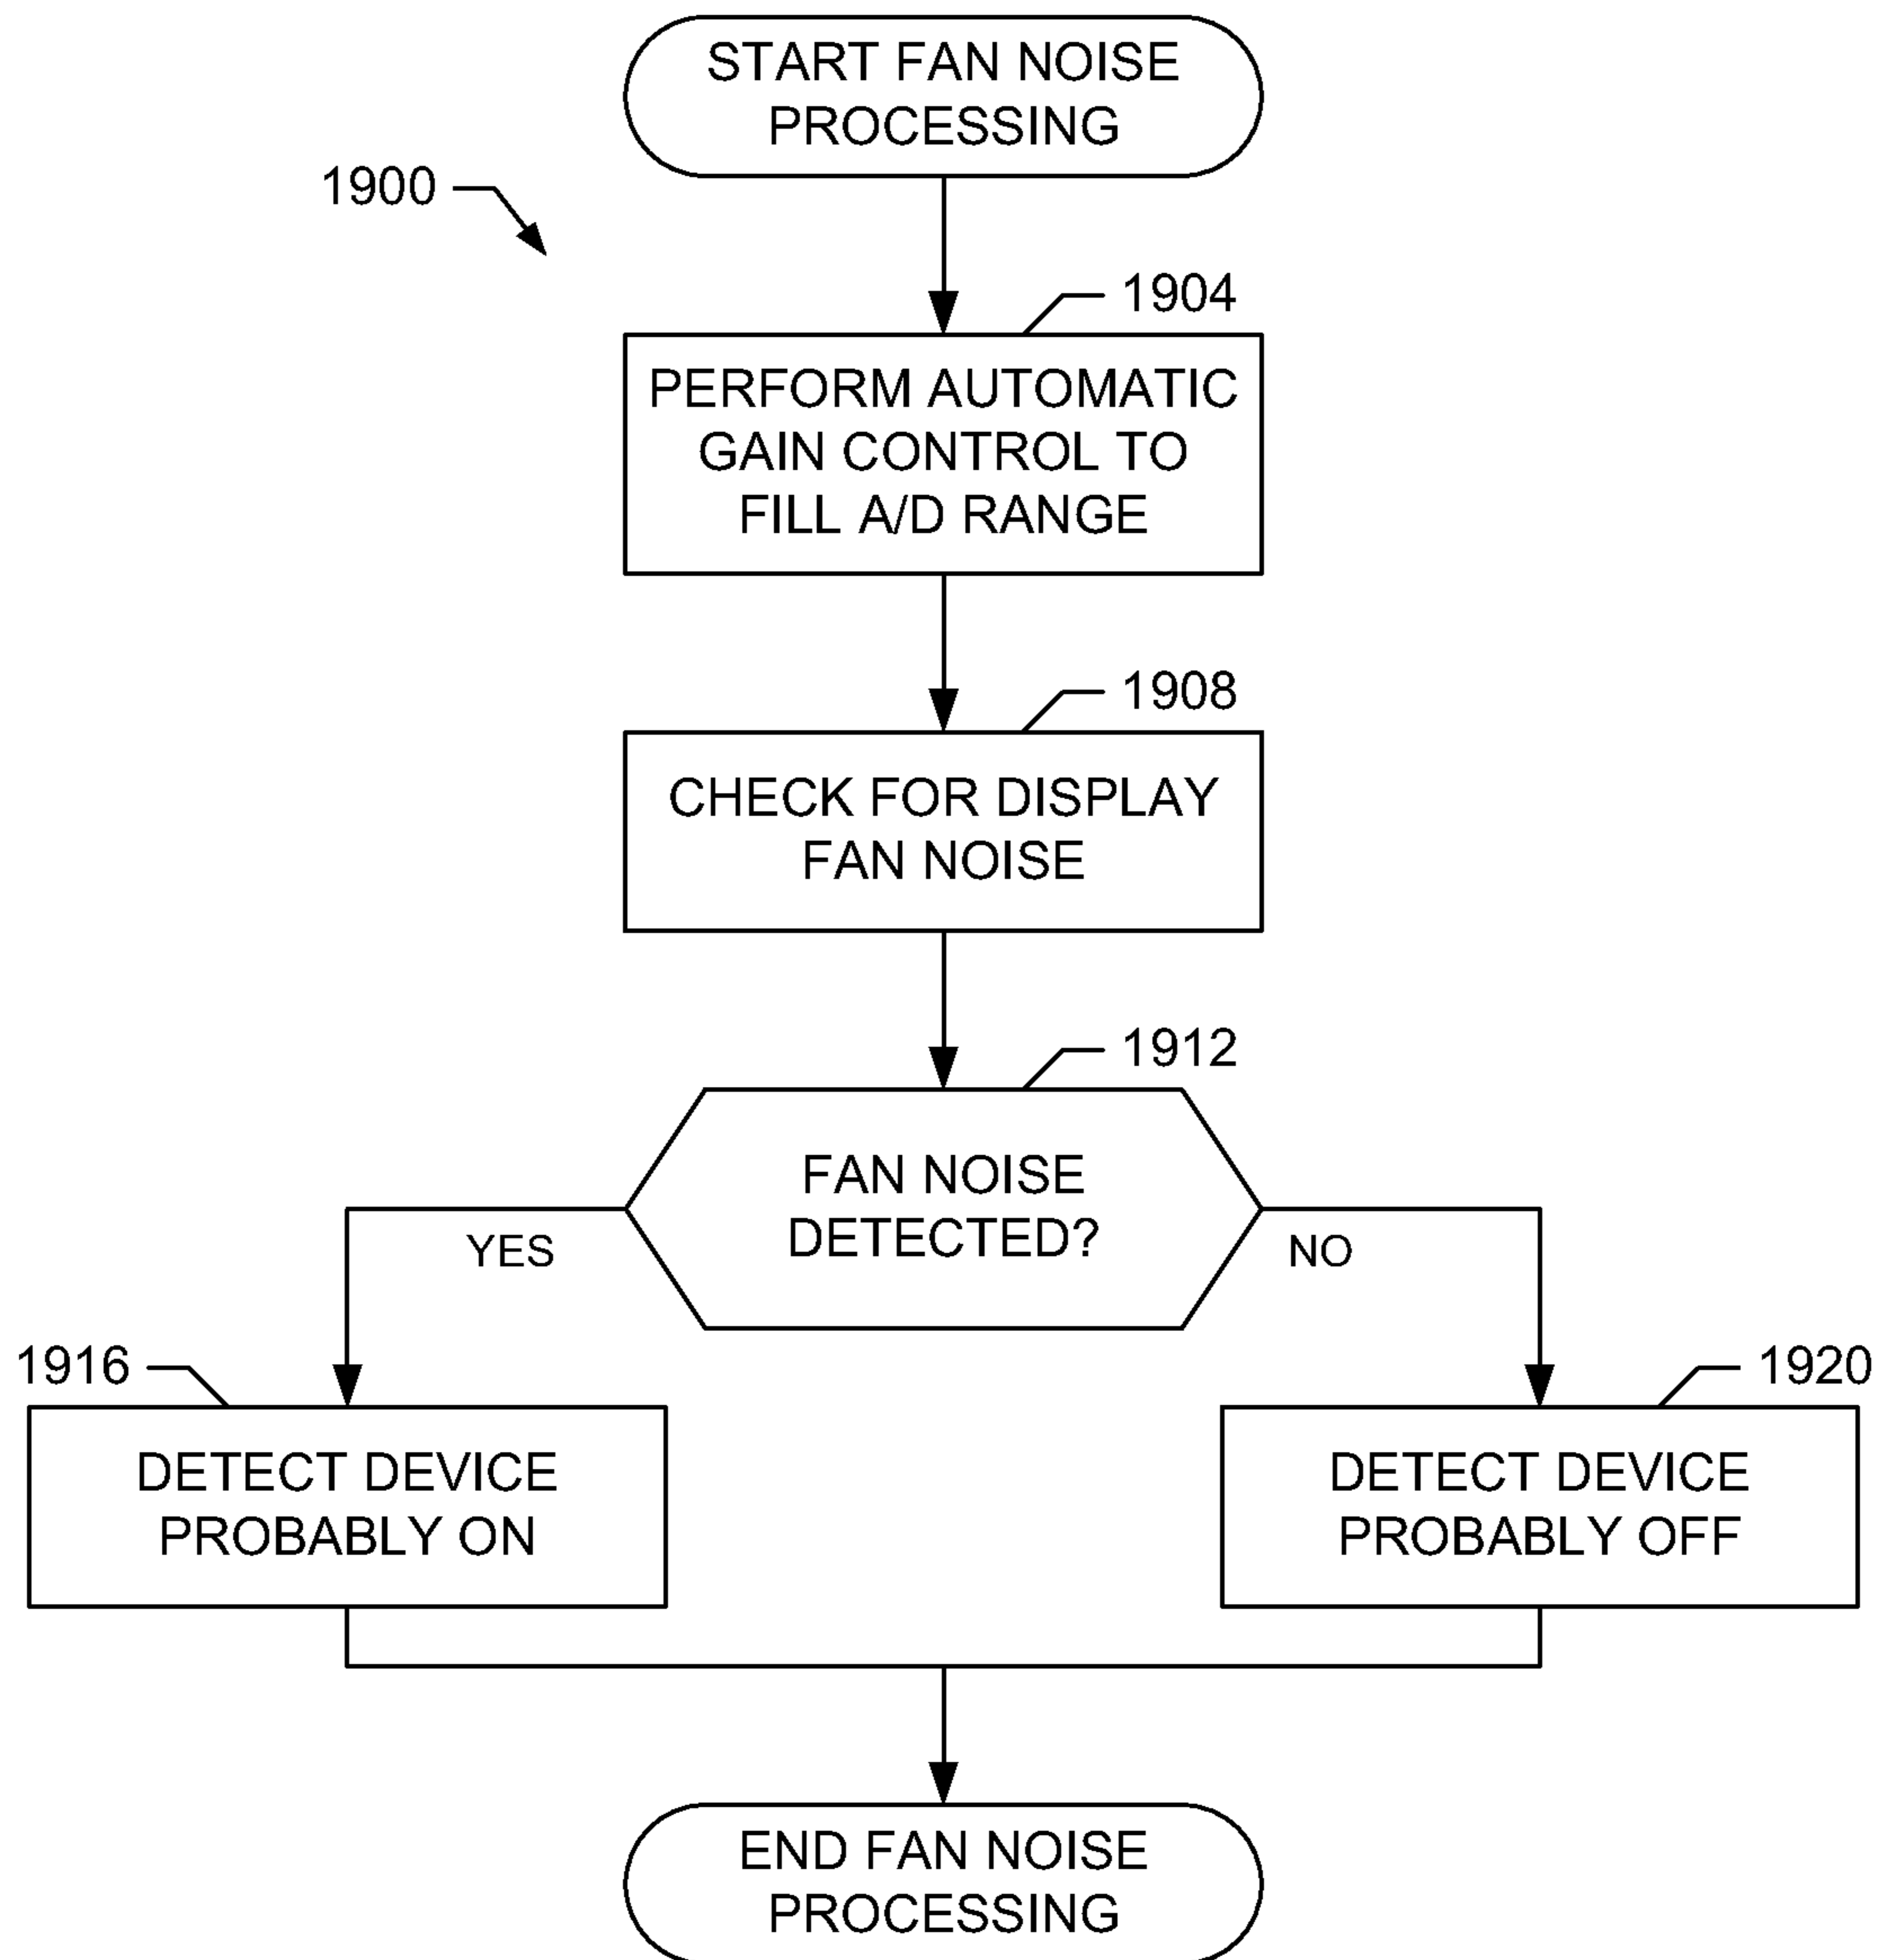 START FAN NOISE
PROCESSING
1900
1904
PERFORM AUTOMATIC
GAIN CONTROL TO
FILL A/D RANGE
1908
CHECK FOR DISPLAY
FAN NOISE
1912
FAN NOISE
DETECTED?
YES
NO
1916
1920
DETECT DEVICE
PROBABLY ON
DETECT DEVICE
PROBABLY OFF
END FAN NOISE
PROCESSING